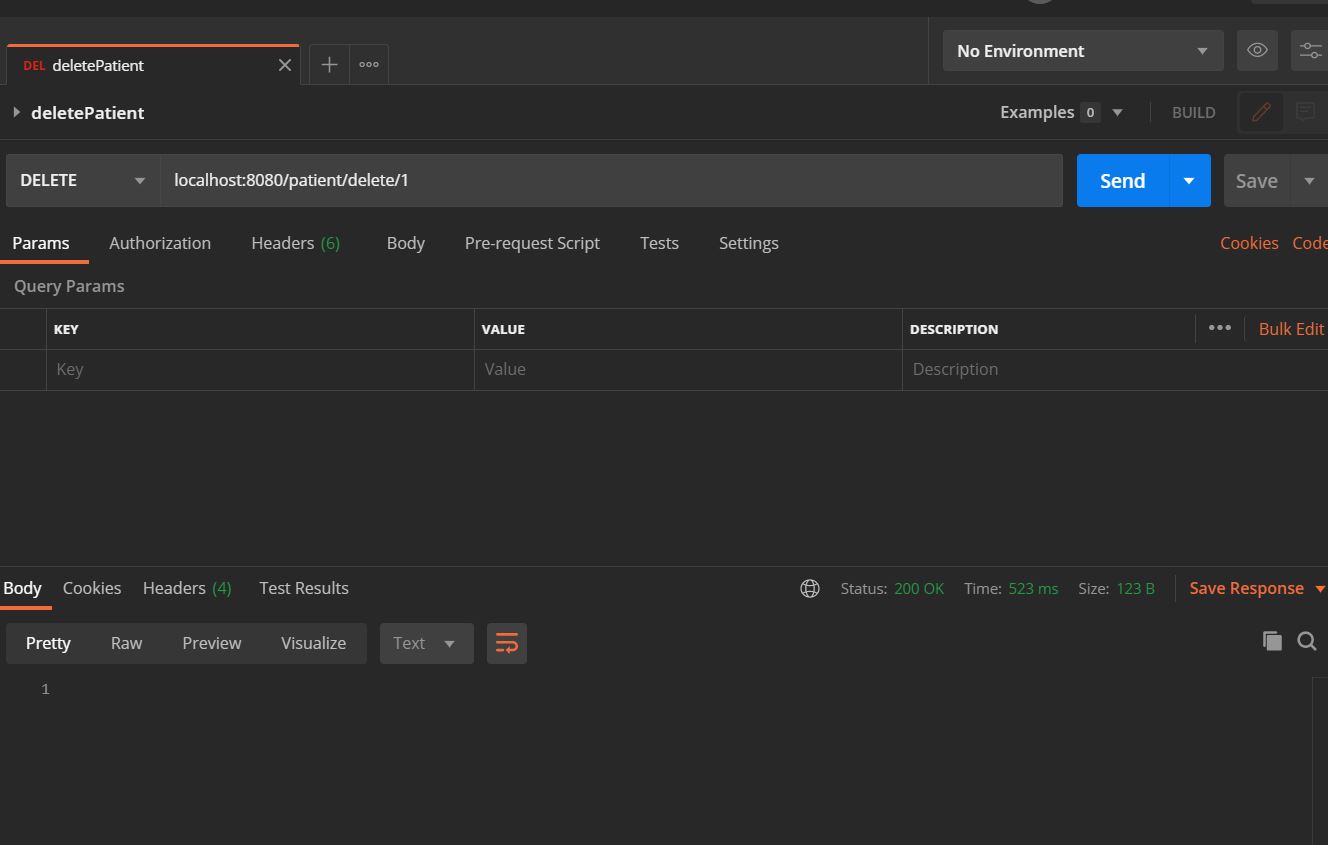 DEL deletePatient
No Environment
deletePatient
Examples 0
BUILD
DELETE
localhost:8080/patient/delete/1
Send
Save
Params
Authorization
Headers (6)
Body
Pre-request Script
Tests
Settings
Cookies
Code
Query Params
KEY
VALUE
DESCRIPTION
Bulk Edit
Key
Value
Description
Body
Cookies
Headers (4)
Test Results
Status: 200 OK
Time: 523 ms
Size: 123 B
Save Response
Pretty
Raw
Preview
Visualize
Text
1